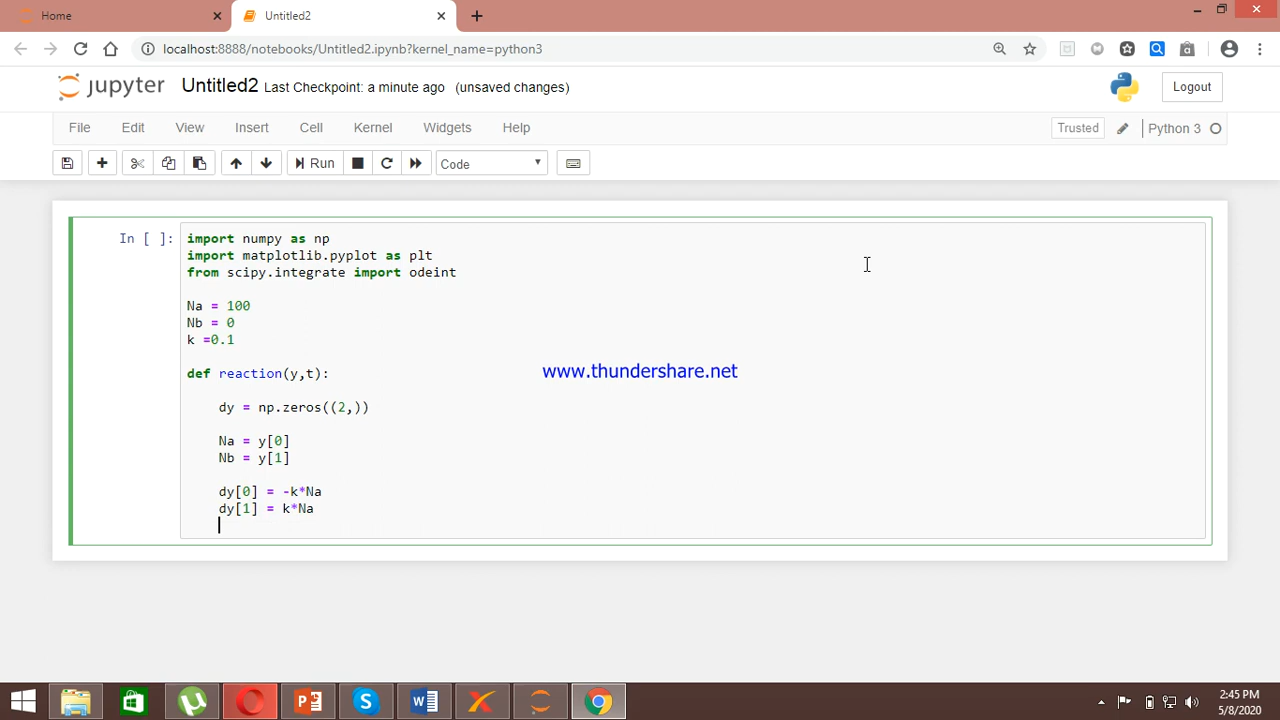 Home
Untitled2
localhost:8888/notebooks/Untitled2.ipynb?kernel_name=python3
jupyter Untitled2 Last Checkpoint: a minute ago (unsaved changes)
Logout
File Edit View Insert Cell Kernel Widgets Help
Trusted
Python 3
Run
Code
In [ ]:
import numpy as np
import matplotlib.pyplot as plt
from scipy.integrate import odeint
Na = 100
Nb = 0
k =0.1
def reaction(y,t):
www.thundershare.net
dy = np.zeros((2,))
Na = y[0]
Nb = y[1]
dy[0] = -k*Na
dy[1] = k*Na
2:45 PM
5/8/2020